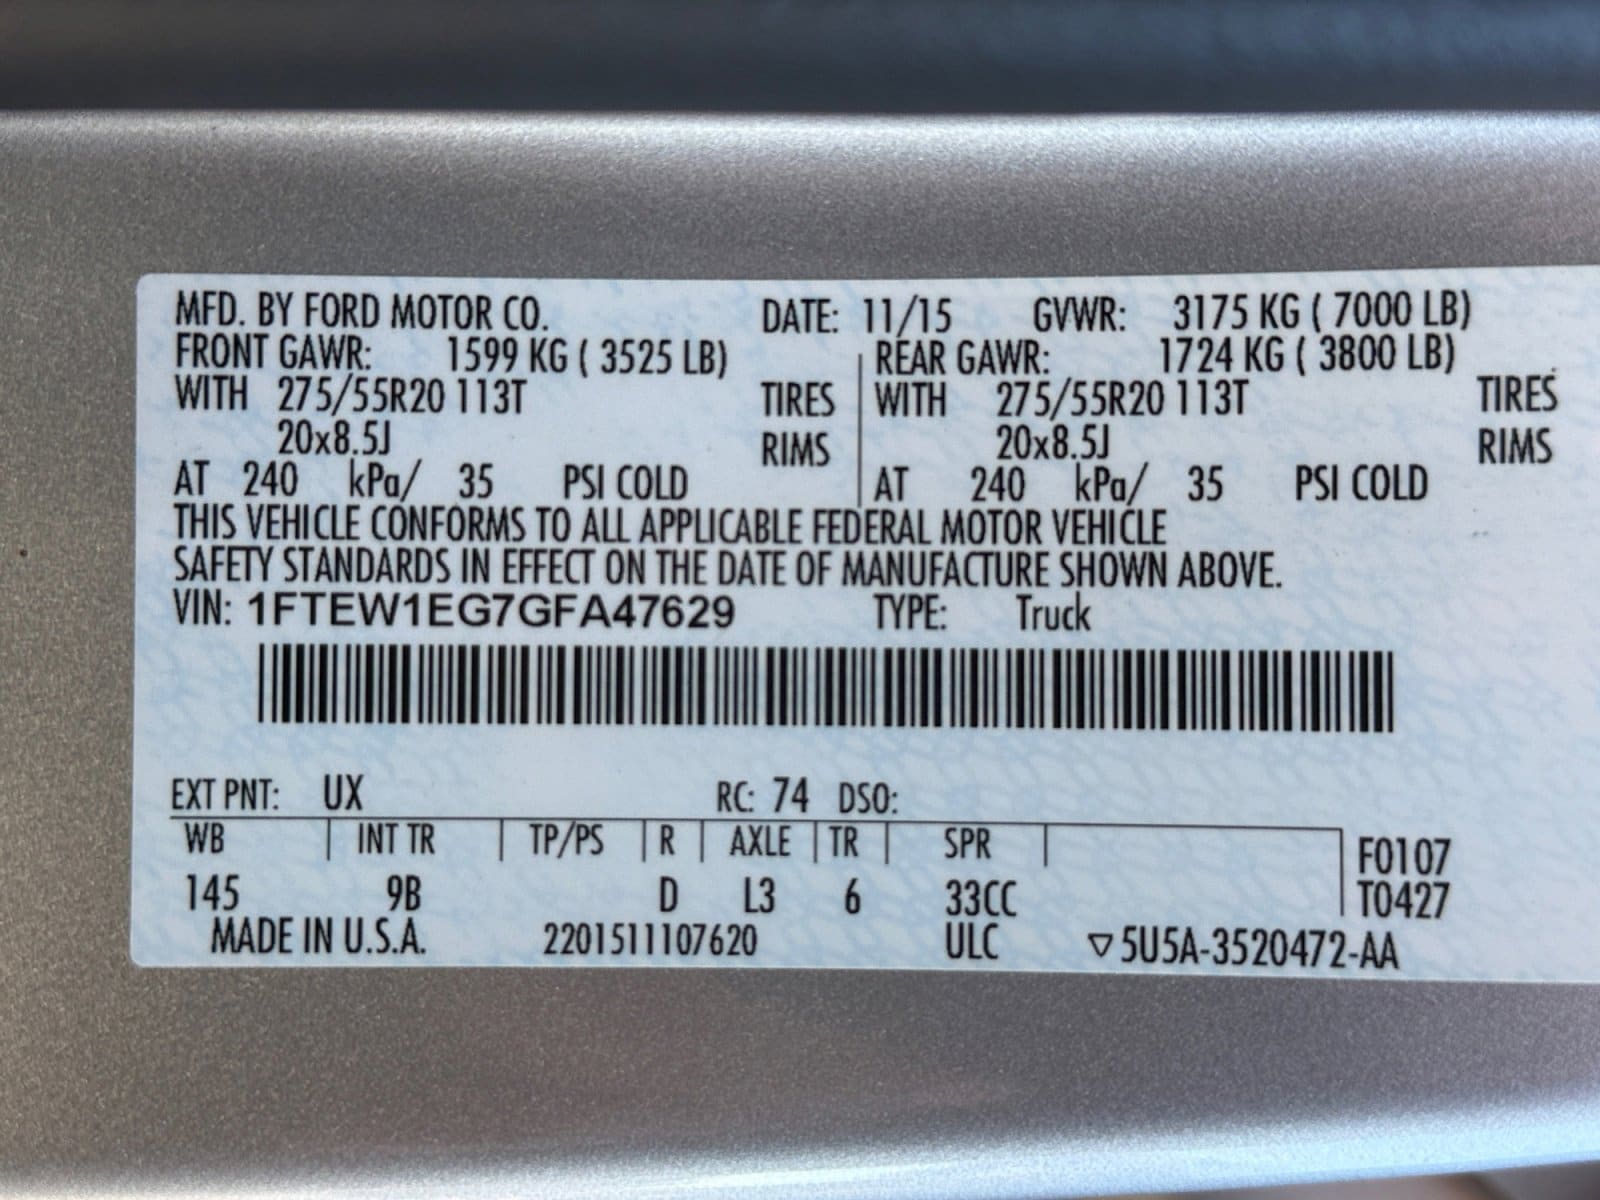 MFD. BY FORD MOTOR CO. DATE: 11/15 GVWR: 3175 KG ( 7000 LB)
FRONT GAWR: 1599 KG ( 3525 LB) REAR GAWR: 1724 KG ( 3800 LB)
WITH 275/55R20 113T TIRES WITH 275/55R20 113T TIRES
20x8.5J RIMS 20x8.5J RIMS
AT 240 kPa/ 35 PSI COLD AT 240 kPa/ 35 PSI COLD
THIS VEHICLE CONFORMS TO ALL APPLICABLE FEDERAL MOTOR VEHICLE
SAFETY STANDARDS IN EFFECT ON THE DATE OF MANUFACTURE SHOWN ABOVE.
VIN: 1FTEW1EG7GFA47629 TYPE: Truck
EXT PNT: UX RC: 74 DSO:
WB INT TR TP/PS R AXLE TR SPR F0107
145 9B D L3 6 33CC T0427
MADE IN U.S.A. 2201511107620 ULC ▽5U5A-3520472-AA